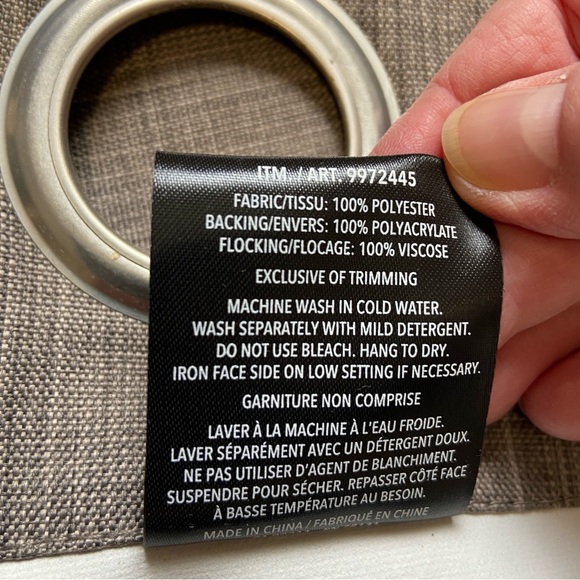 ITM. / ART. 9972445
FABRIC/TISSU: 100% POLYESTER
BACKING/ENVERS: 100% POLYACRYLATE
FLOCKING/FLOCAGE: 100% VISCOSE
EXCLUSIVE OF TRIMMING
MACHINE WASH IN COLD WATER.
WASH SEPARATELY WITH MILD DETERGENT.
DO NOT USE BLEACH. HANG TO DRY.
IRON FACE SIDE ON LOW SETTING IF NECESSARY.
GARNITURE NON COMPRISE
LAVER À LA MACHINE À L'EAU FROIDE.
LAVER SÉPARÉMENT AVEC UN DÉTERGENT DOUX.
NE PAS UTILISER D'AGENT DE BLANCHIMENT.
SUSPENDRE POUR SÉCHER. REPASSER CÔTÉ FACE
À BASSE TEMPÉRATURE AU BESOIN.
MADE IN CHINA / FABRIQUÉ EN CHINE